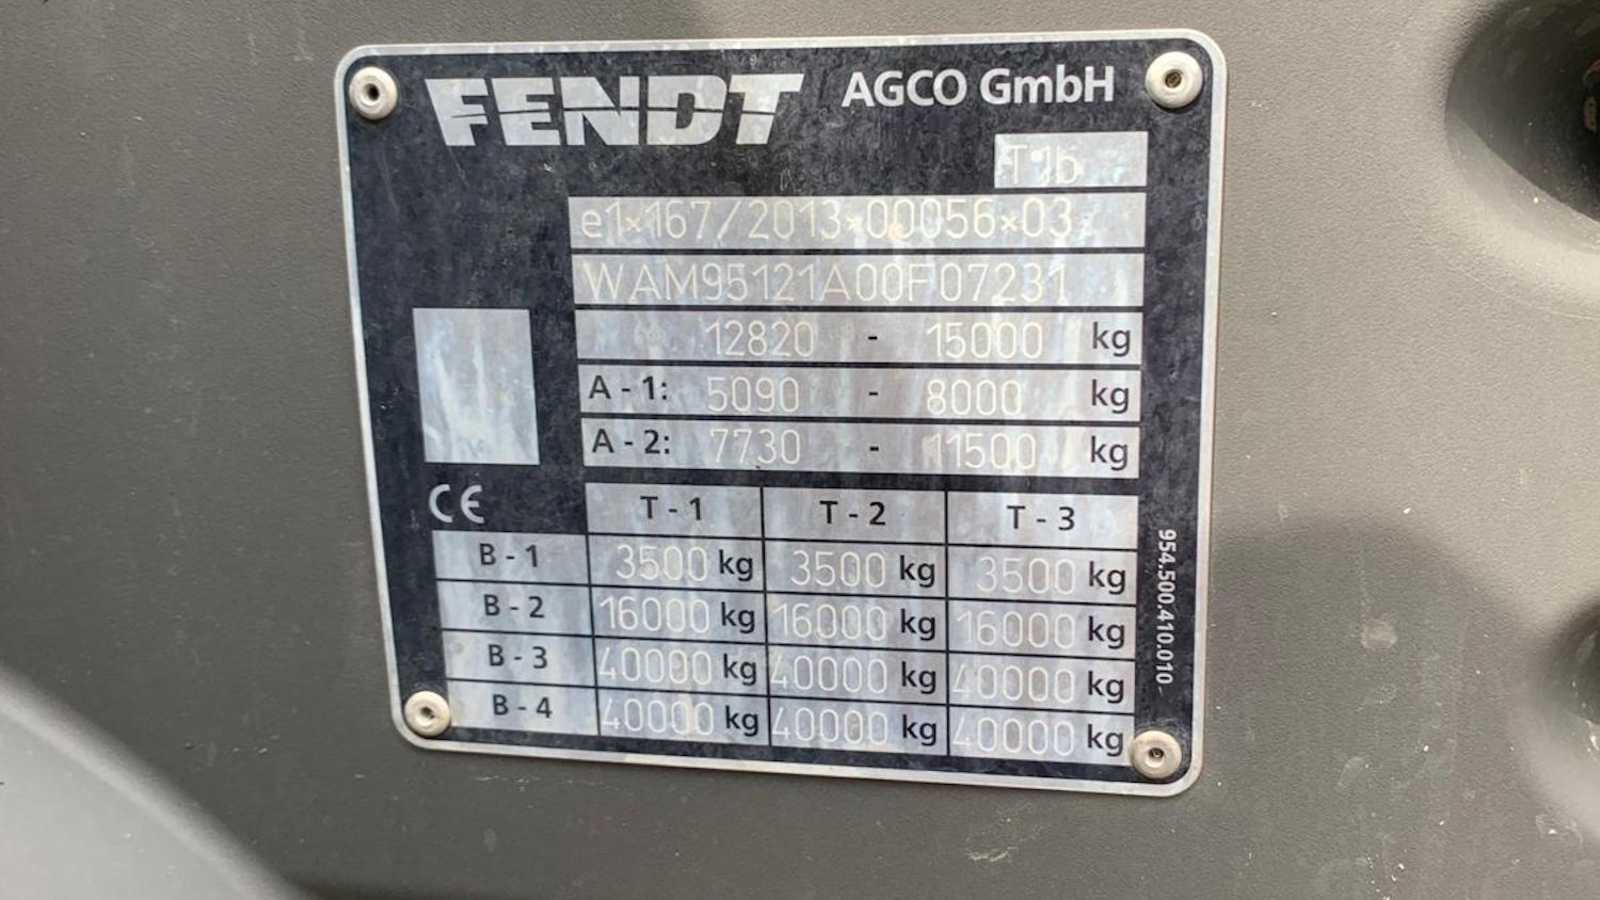 FENDT AGCO GmbH
T1b
e1*167/2013*00056*03
WAM95121A00F07231
12820 - 15000 kg
A - 1: 5090 - 8000 kg
A - 2: 7730 - 11500 kg
CE T - 1 T - 2 T - 3
B - 1 3500 kg 3500 kg 3500 kg
B - 2 16000 kg 16000 kg 16000 kg
B - 3 40000 kg 40000 kg 40000 kg
B - 4 40000 kg 40000 kg 40000 kg
954.500.410.010